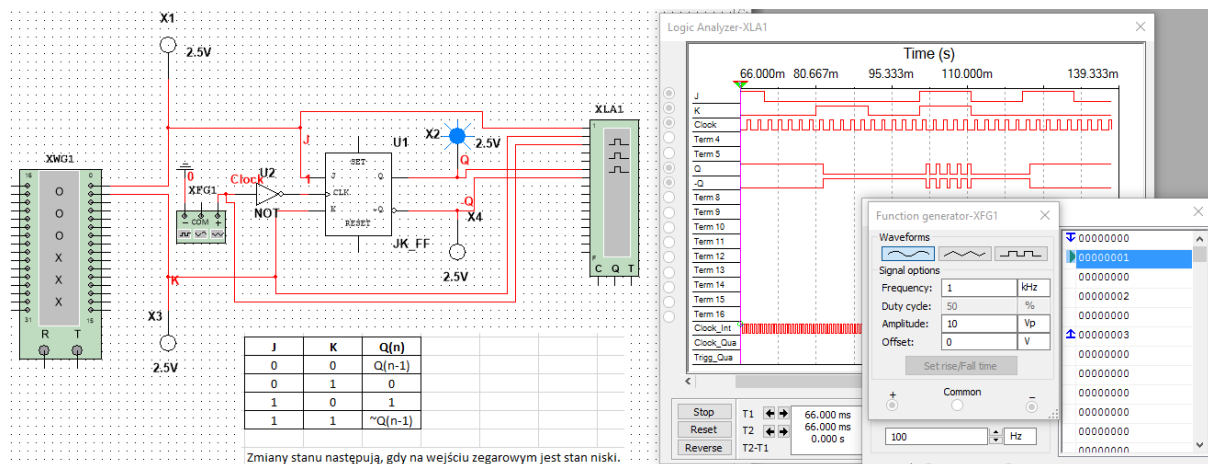 X1
2.5V
XWG1
16
0
O
O
O
X
X
X
31
15
R T
X3
2.5V
K
0
XFG1
COM
Clock
U2
NOT
J
1
U1
SET
J
Q
CLK
K
~Q
RESET
JK_FF
X2
2.5V
Q
-Q
X4
2.5V
XLA1
1
F
C Q T
J K Q(n)
0 0 Q(n-1)
0 1 0
1 0 1
1 1 ~Q(n-1)
Zmiany stanu następują, gdy na wejściu zegarowym jest stan niski.
Logic Analyzer-XLA1
Time (s)
66.000m 80.667m 95.333m 110.000m 139.333m
J
K
Clock
Term 4
Term 5
Q
-Q
Term 8
Term 9
Term 10
Term 11
Term 12
Term 13
Term 14
Term 15
Term 16
Clock_Int
Clock_Qua
Trigg_Qua
Stop
Reset
Reverse
T1
T2
T2-T1
66.000 ms
66.000 ms
0.000 s
Function generator-XFG1
Waveforms
Signal options
Frequency: 1 kHz
Duty cycle: 50 %
Amplitude: 10 Vp
Offset: 0 V
Set rise/Fall time
+ Common −
100 Hz
00000000
00000001
00000000
00000002
00000000
00000003
00000000
00000000
00000000
00000000
00000000
00000000